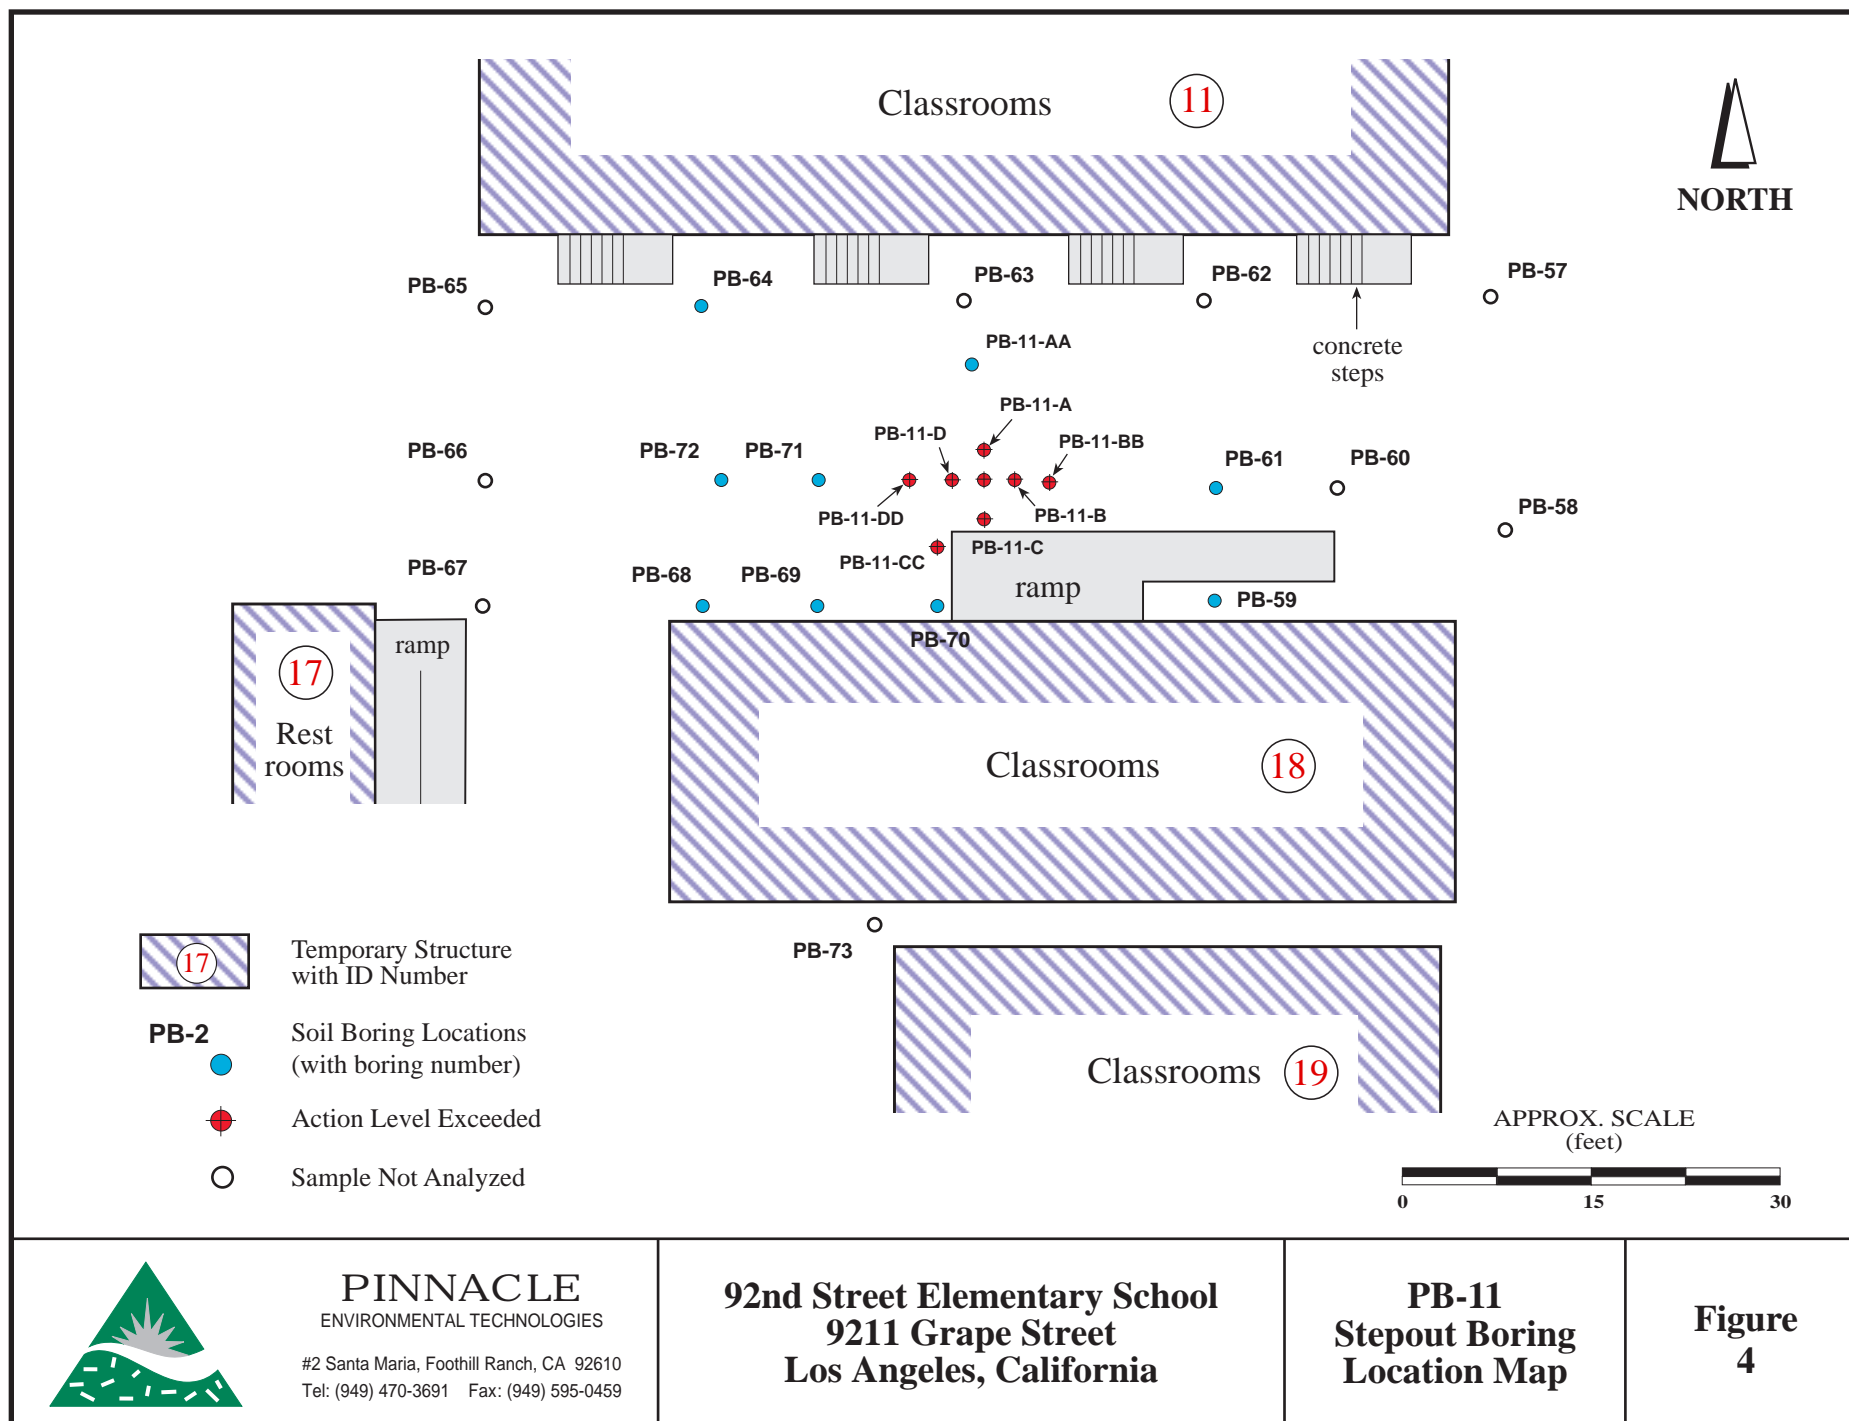 Classrooms
11
NORTH
PB-65
PB-64
PB-63
PB-62
PB-57
PB-11-AA
concrete
steps
PB-11-A
PB-11-D
PB-11-BB
PB-66
PB-72
PB-71
PB-61
PB-60
PB-11-DD
PB-11-B
PB-58
PB-11-CC
PB-11-C
PB-67
PB-68
PB-69
ramp
PB-59
PB-70
ramp
17
Rest
rooms
Classrooms
18
PB-73
17
Temporary Structure
with ID Number
PB-2
Soil Boring Locations
(with boring number)
Action Level Exceeded
Sample Not Analyzed
Classrooms
19
APPROX. SCALE
(feet)
0 15 30
PINNACLE
ENVIRONMENTAL TECHNOLOGIES
#2 Santa Maria, Foothill Ranch, CA 92610
Tel: (949) 470-3691 Fax: (949) 595-0459
92nd Street Elementary School
9211 Grape Street
Los Angeles, California
PB-11
Stepout Boring
Location Map
Figure
4